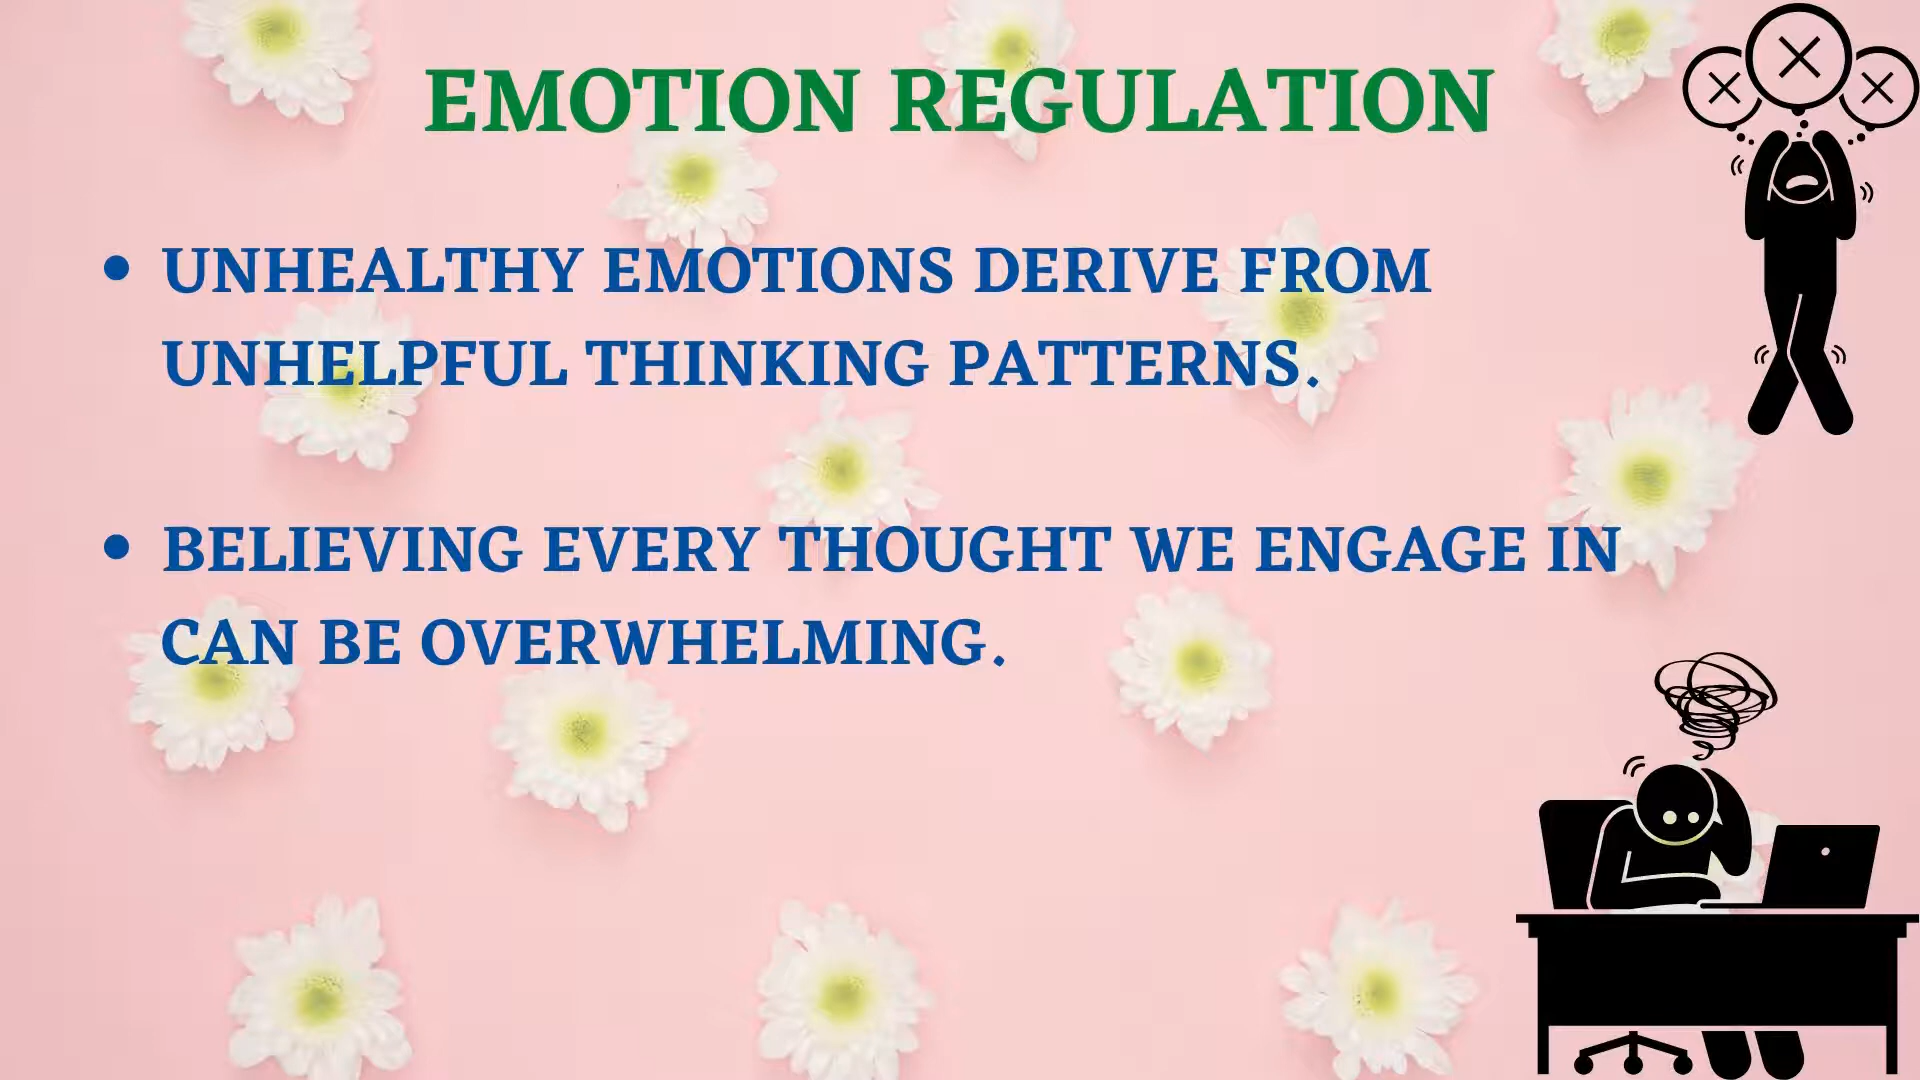 EMOTION REGULATION
• UNHEALTHY EMOTIONS DERIVE FROM
UNHELPFUL THINKING PATTERNS.
• BELIEVING EVERY THOUGHT WE ENGAGE IN
CAN BE OVERWHELMING.